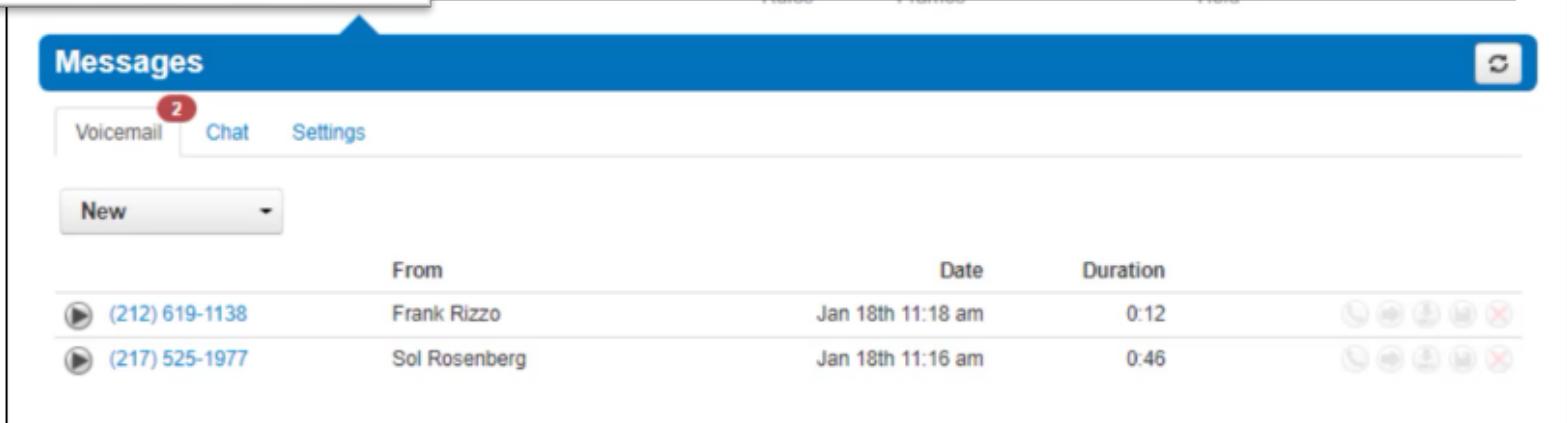 Messages
2
Voicemail Chat Settings
New
From Date Duration
(212) 619-1138 Frank Rizzo Jan 18th 11:18 am 0:12
(217) 525-1977 Sol Rosenberg Jan 18th 11:16 am 0:46